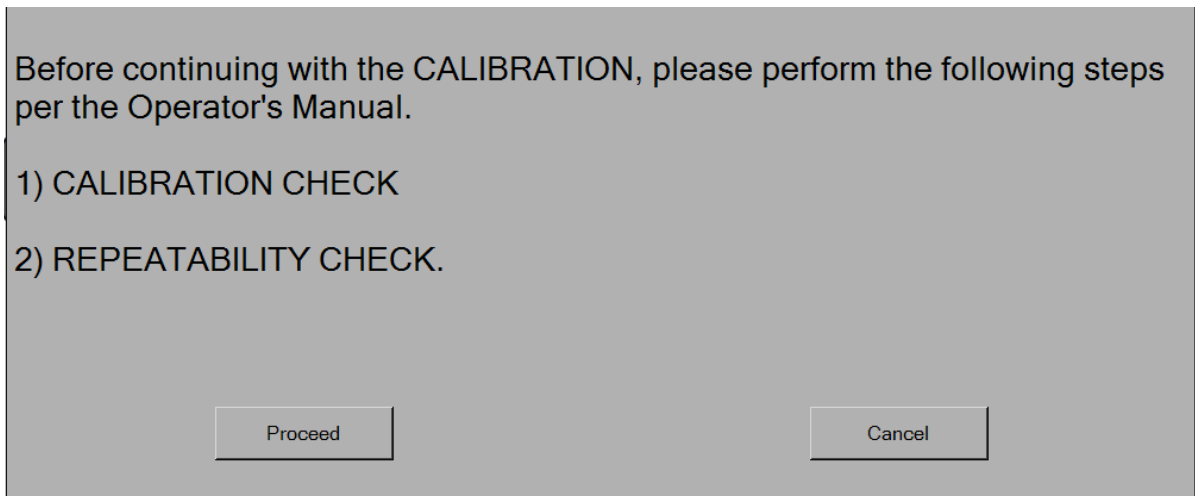 Before continuing with the CALIBRATION, please perform the following steps
per the Operator's Manual.
1) CALIBRATION CHECK
2) REPEATABILITY CHECK.
Proceed
Cancel